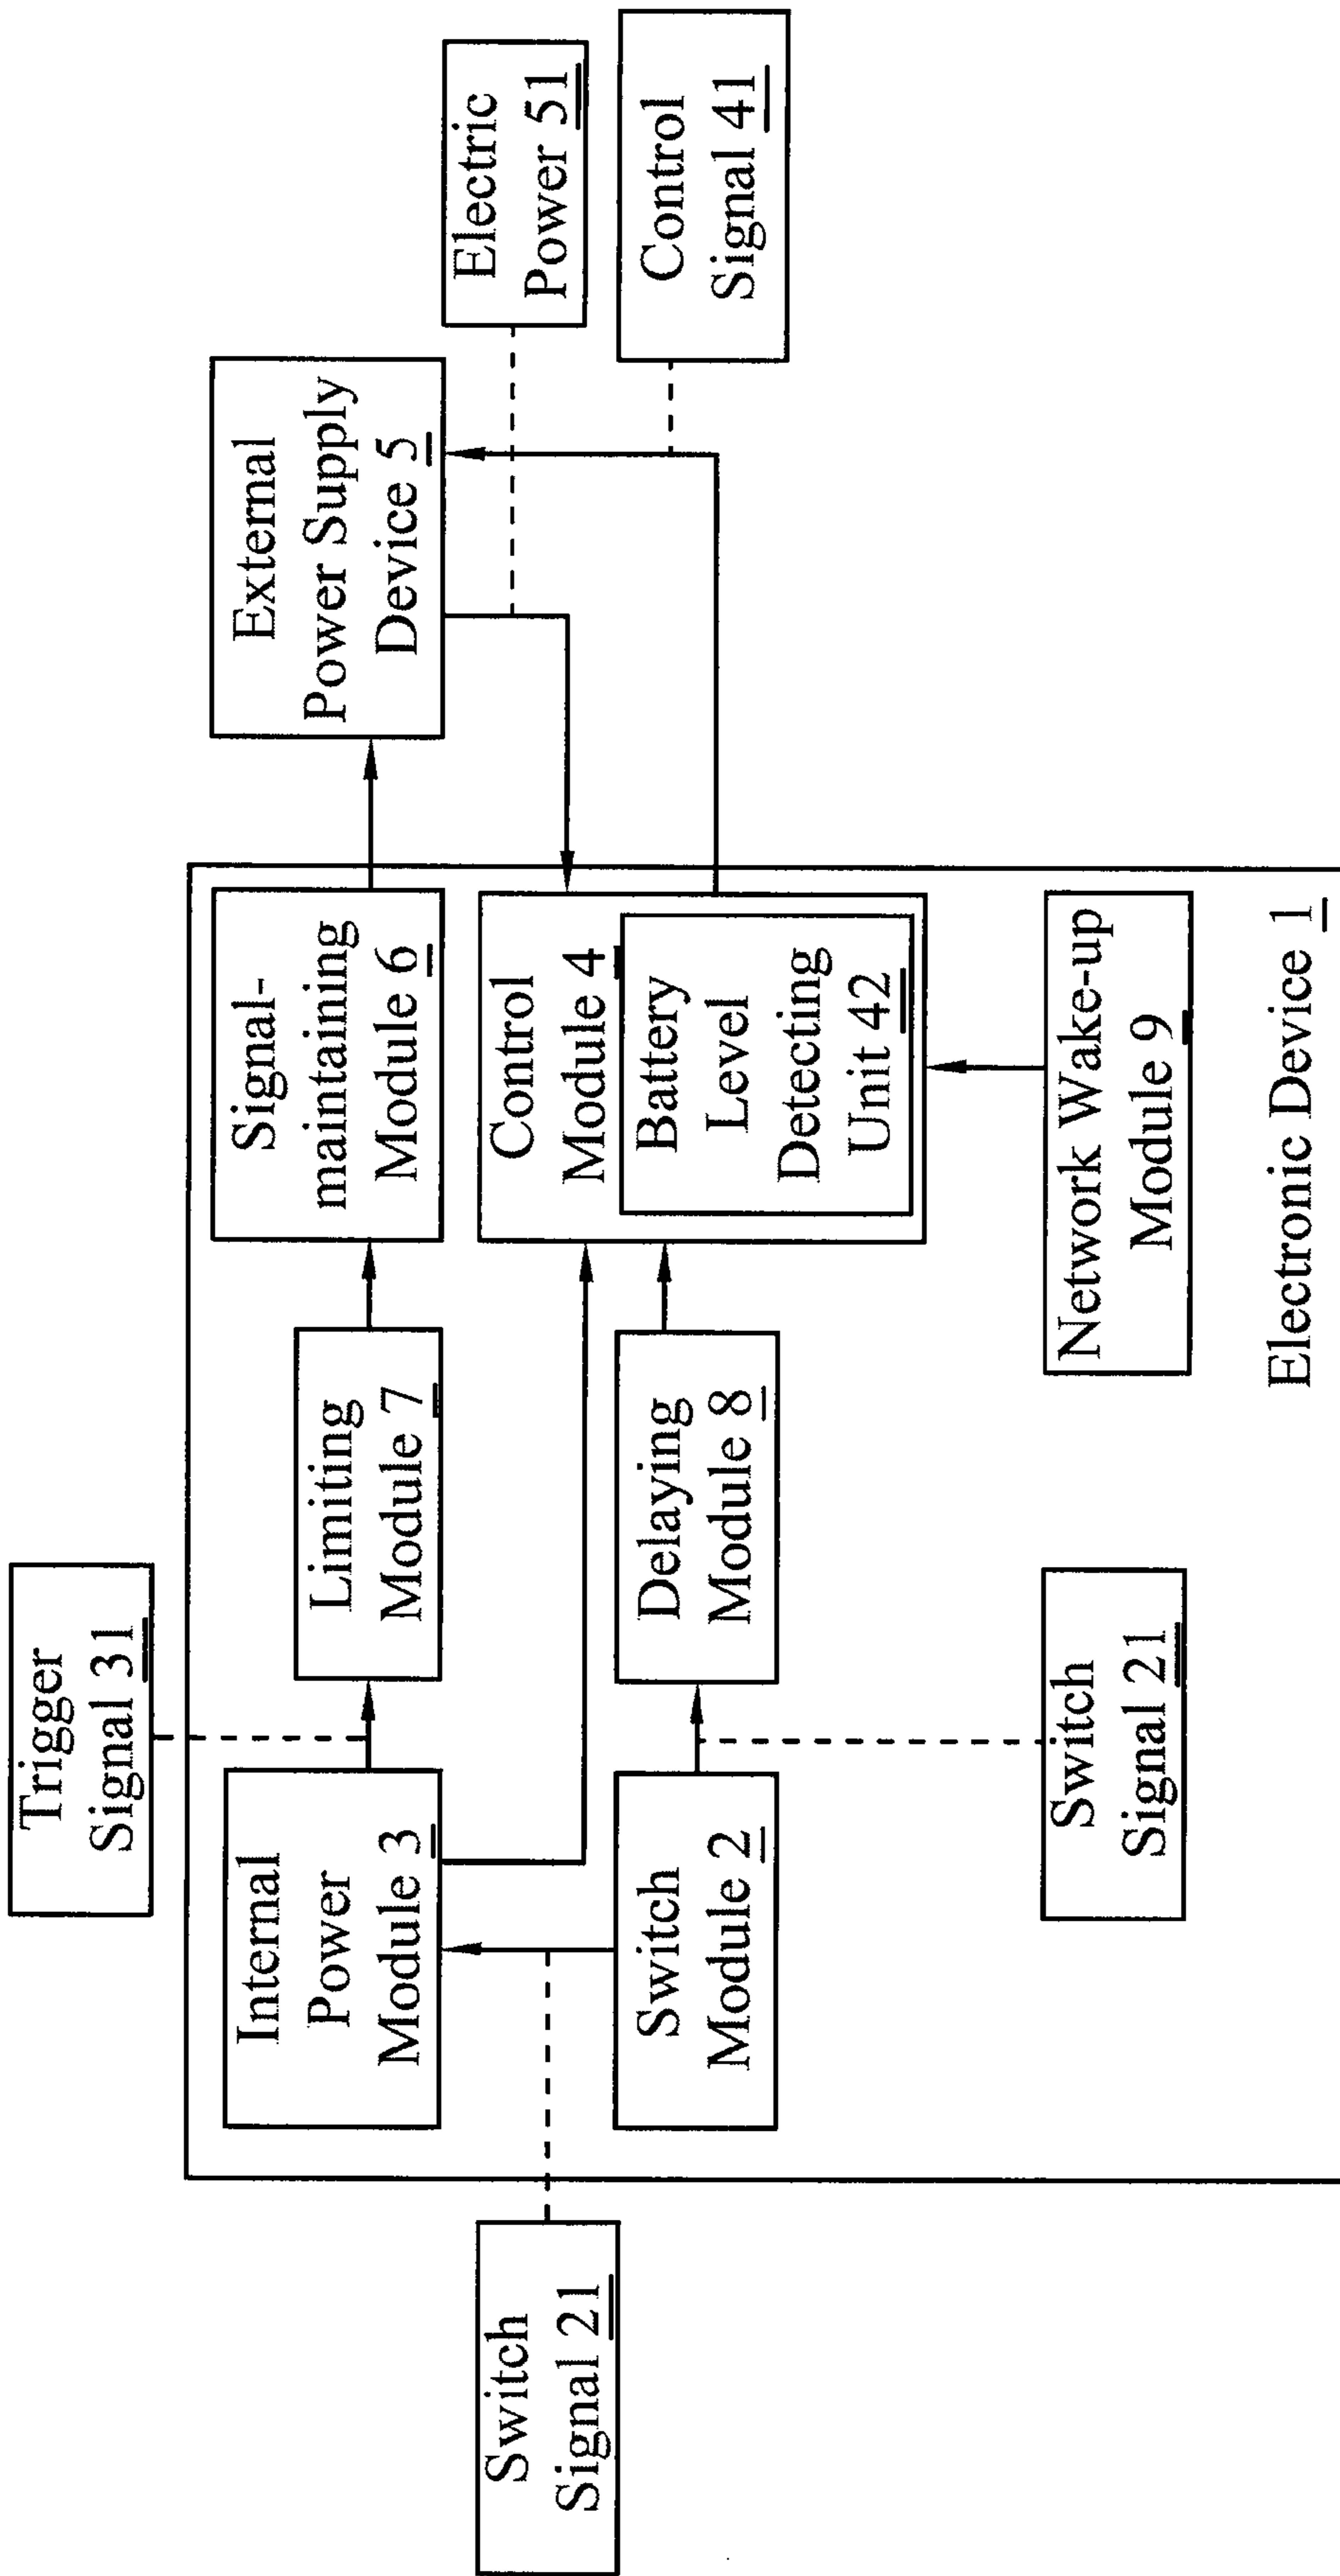 Trigger
Signal 31
Switch
Signal 21
Internal
Power
Module 3
Limiting
Module 7
Signal-
maintaining
Module 6
External
Power Supply
Device 5
Electric
Power 51
Control
Signal 41
Switch
Module 2
Delaying
Module 8
Control
Module 4
Battery
Level
Detecting
Unit 42
Switch
Signal 21
Network Wake-up
Module 9
Electronic Device 1